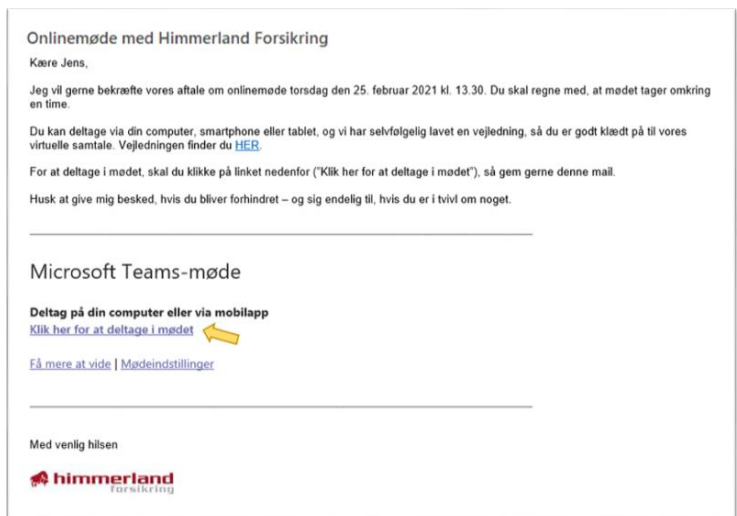 Onlinemøde med Himmerland Forsikring
Kære Jens,
Jeg vil gerne bekræfte vores aftale om onlinemøde torsdag den 25. februar 2021 kl. 13.30. Du skal regne med, at mødet tager omkring
en time.
Du kan deltage via din computer, smartphone eller tablet, og vi har selvfølgelig lavet en vejledning, så du er godt klædt på til vores
virtuelle samtale. Vejledningen finder du HER.
For at deltage i mødet, skal du klikke på linket nedenfor ("Klik her for at deltage i mødet"), så gem gerne denne mail.
Husk at give mig besked, hvis du bliver forhindret – og sig endelig til, hvis du er i tvivl om noget.
Microsoft Teams-møde
Deltag på din computer eller via mobilapp
Klik her for at deltage i mødet
Få mere at vide | Mødeindstillinger
Med venlig hilsen
himmerland
forsikring